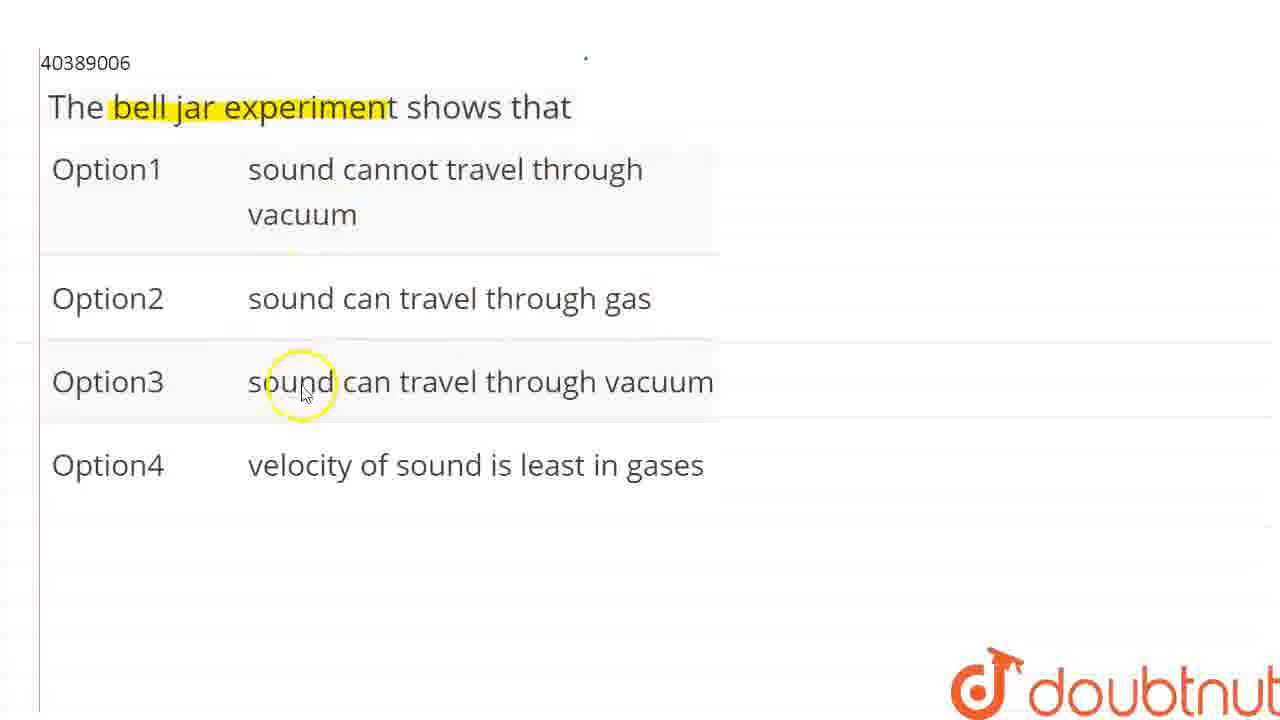 40389006
The bell jar experiment shows that
Option1 sound cannot travel through
vacuum
Option2 sound can travel through gas
Option3 sound can travel through vacuum
Option4 velocity of sound is least in gases
doubtnut